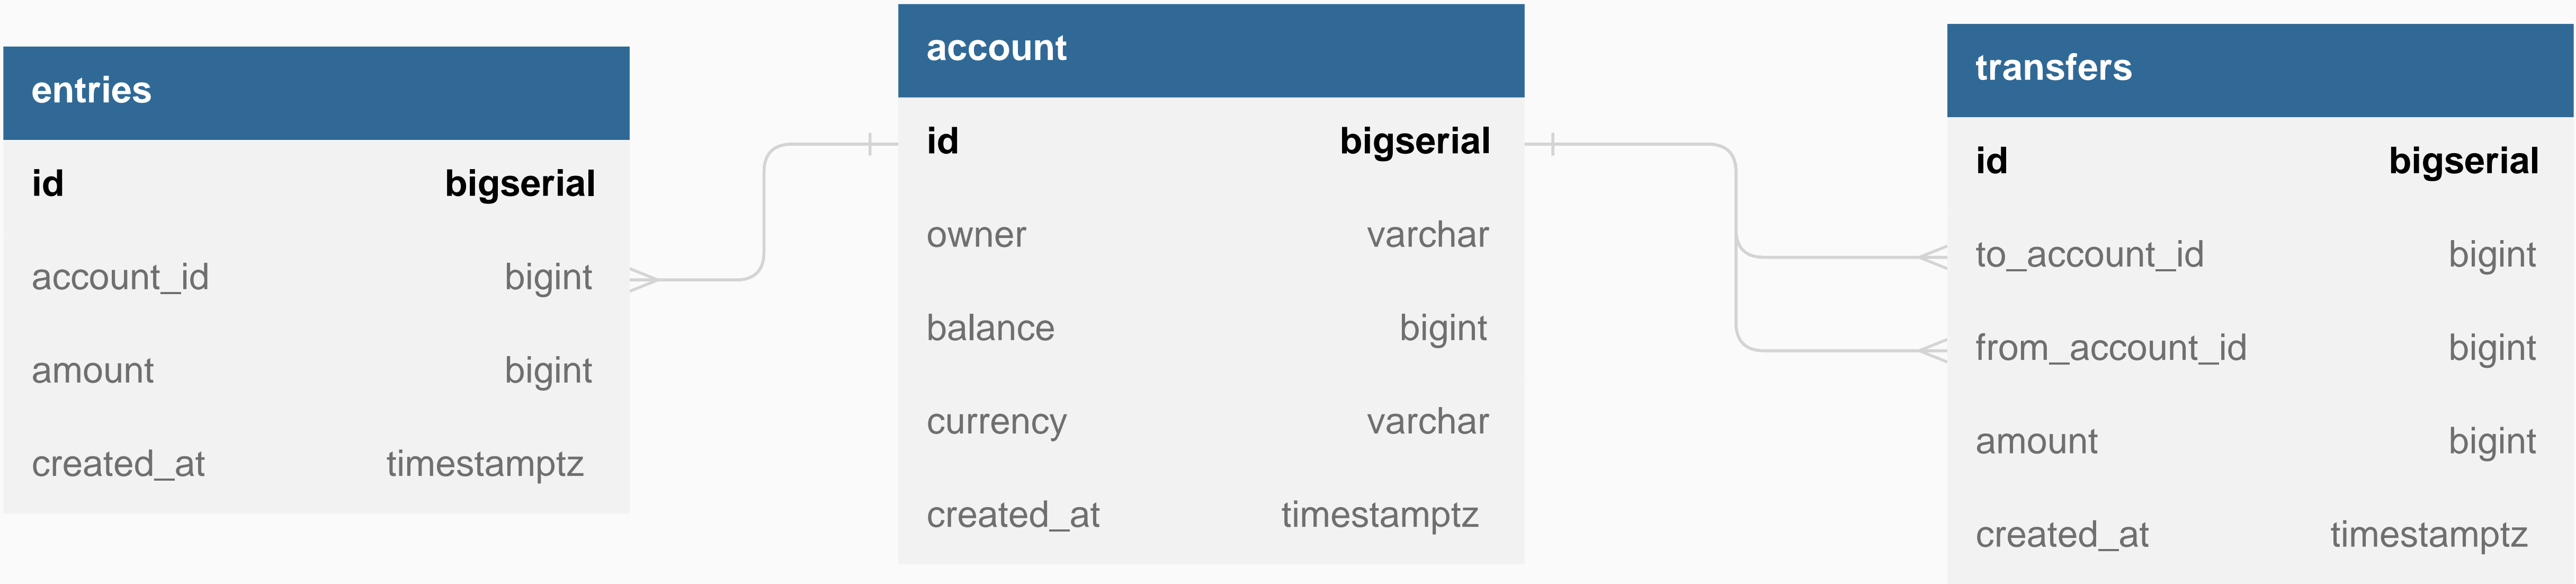 entries
id bigserial
account_id bigint
amount bigint
created_at timestamptz
account
id bigserial
owner varchar
balance bigint
currency varchar
created_at timestamptz
transfers
id bigserial
to_account_id bigint
from_account_id bigint
amount bigint
created_at timestamptz